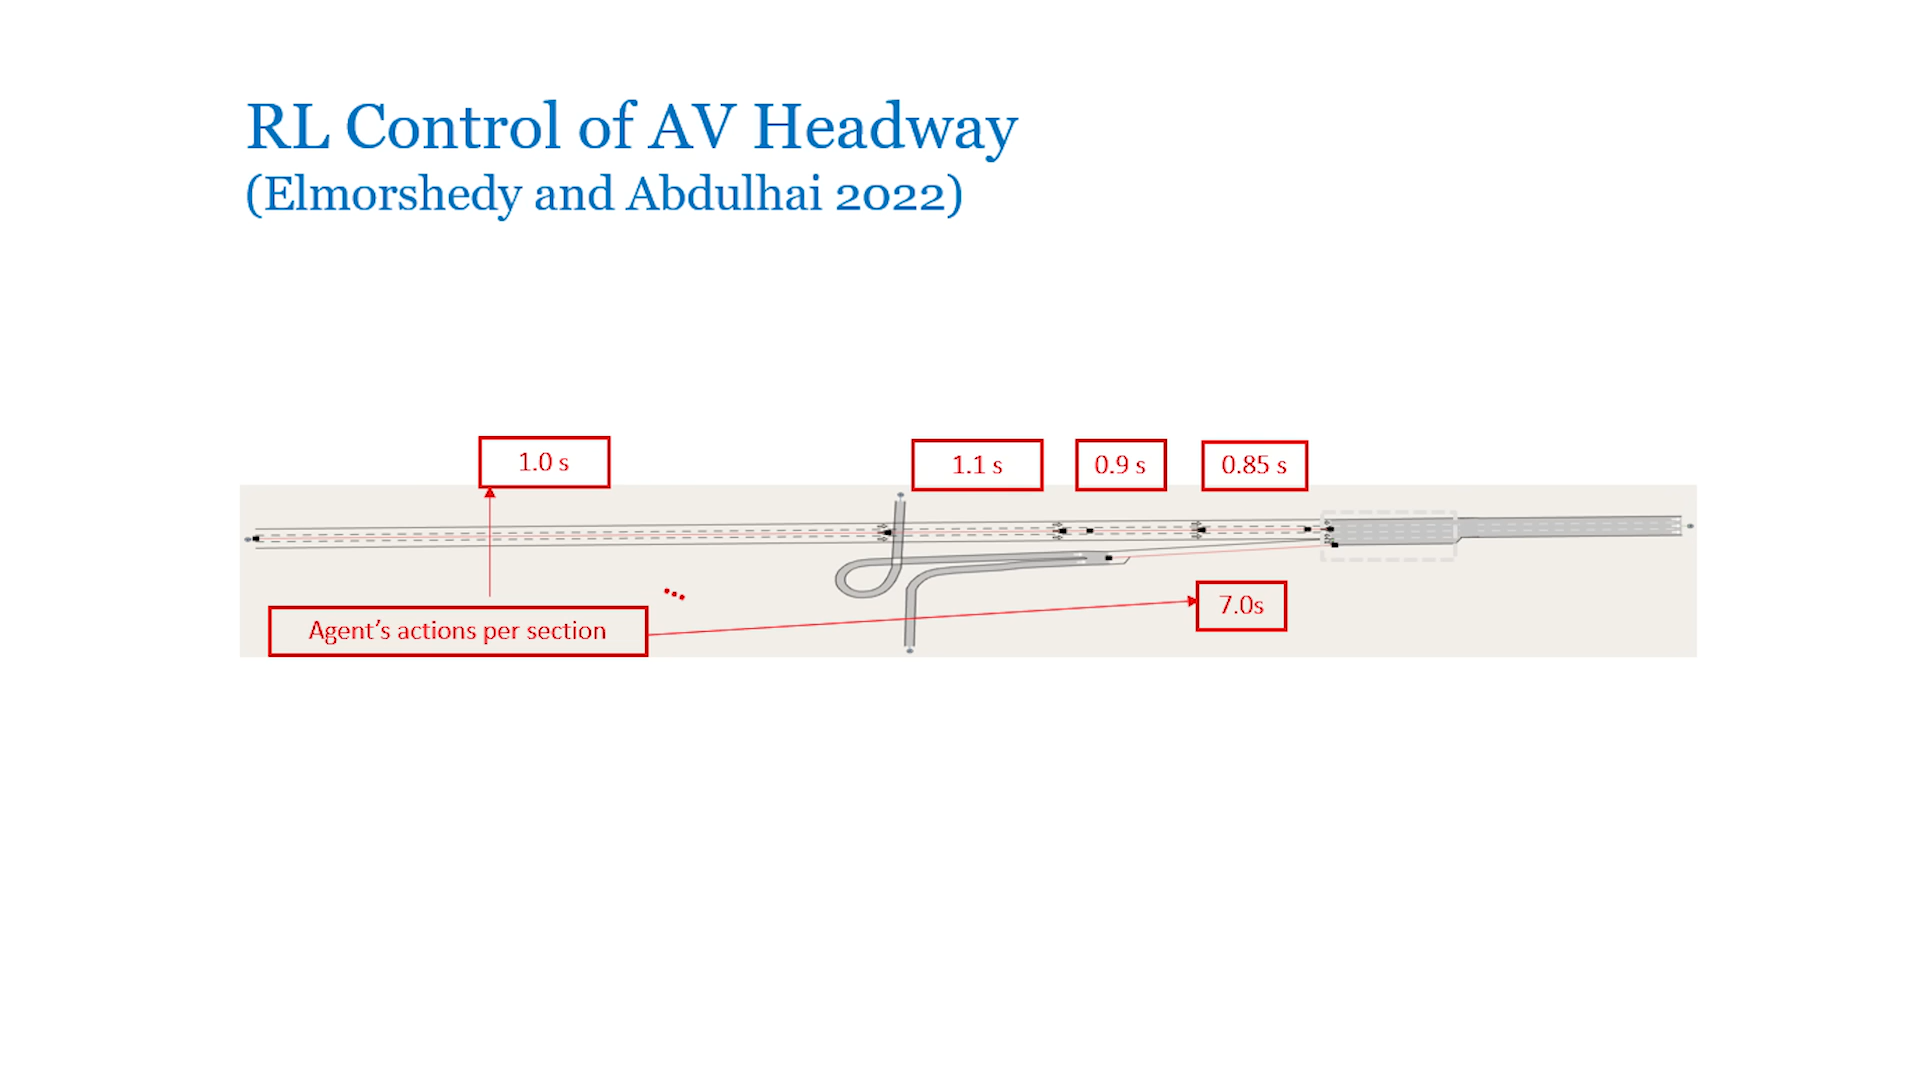 RL Control of AV Headway
(Elmorshedy and Abdulhai 2022)
1.0 s
1.1 s
0.9 s
0.85 s
7.0s
Agent’s actions per section